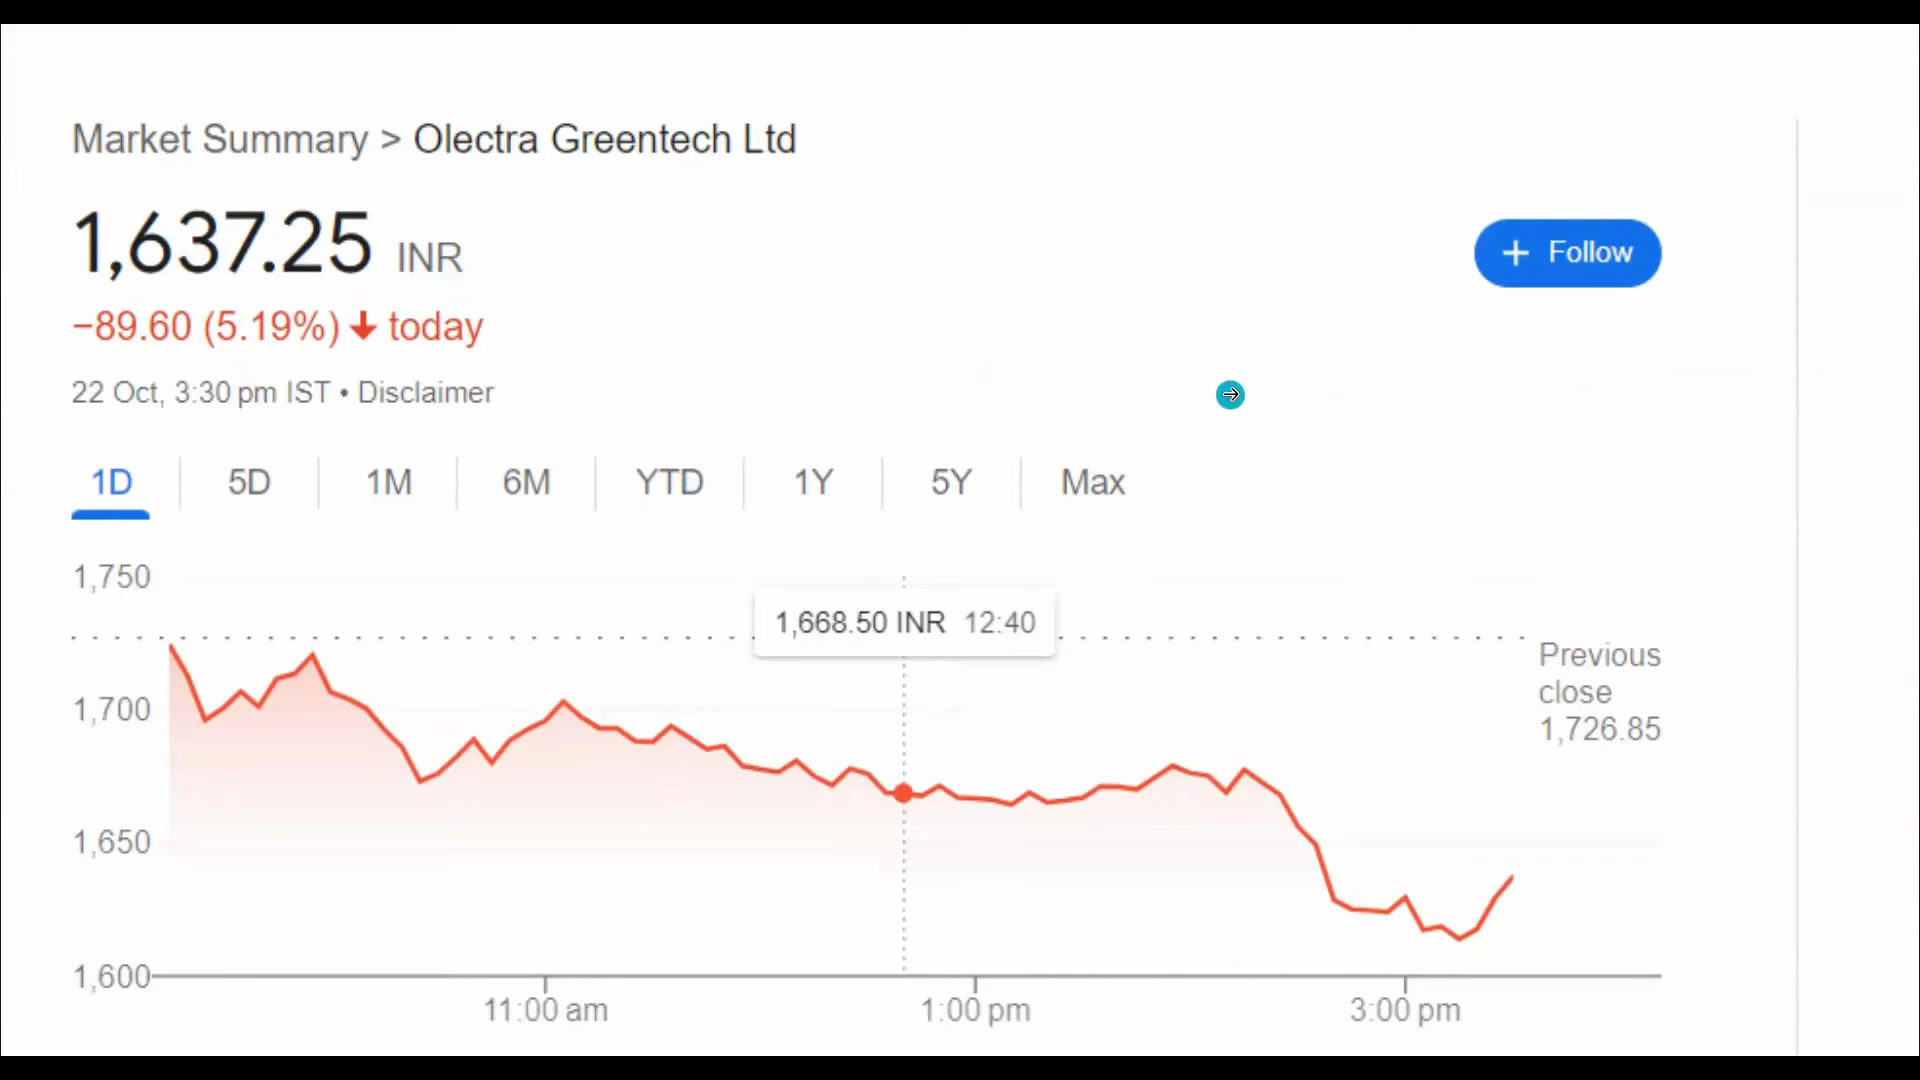 Market Summary > Olectra Greentech Ltd
1,637.25 INR
+ Follow
−89.60 (5.19%) ↓ today
22 Oct, 3:30 pm IST • Disclaimer
1D 5D 1M 6M YTD 1Y 5Y Max
1,750
1,668.50 INR 12:40
Previous
close
1,726.85
1,700
1,650
1,600
11:00 am 1:00 pm 3:00 pm